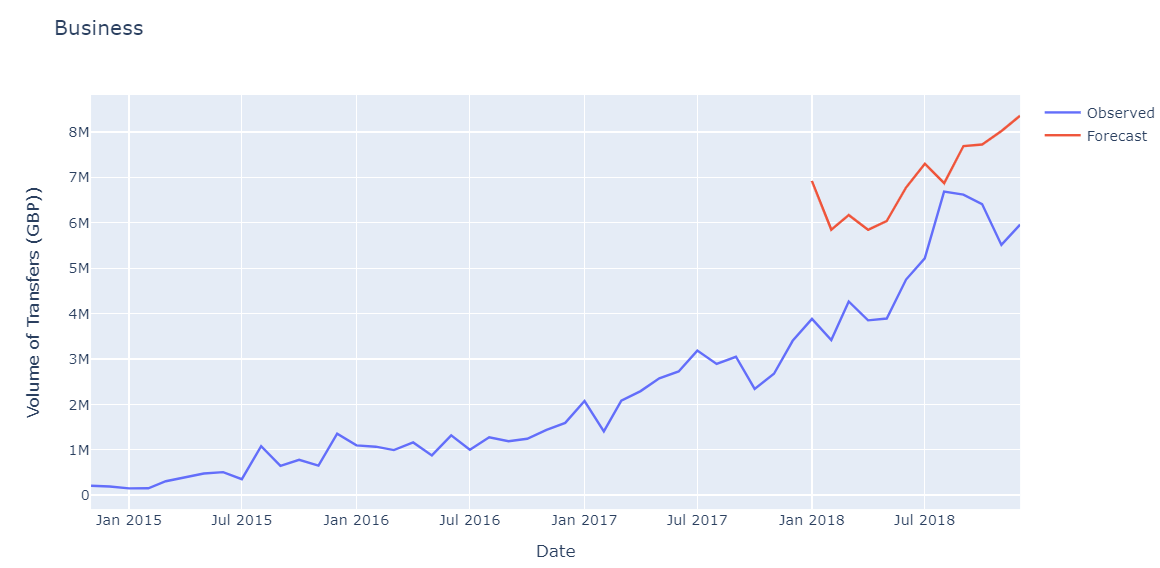 Business
Observed
Forecast
8M
7M
6M
5M
4M
3M
2M
1M
0
Volume of Transfers (GBP))
Jan 2015 Jul 2015 Jan 2016 Jul 2016 Jan 2017 Jul 2017 Jan 2018 Jul 2018
Date